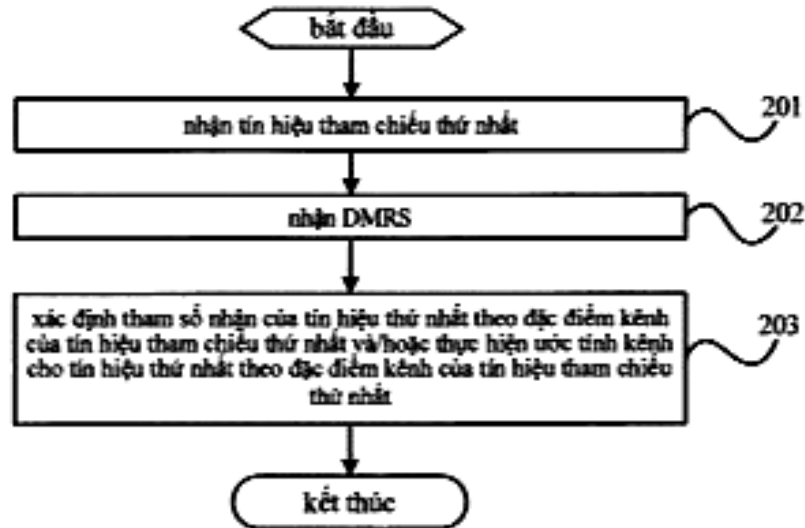 bắt đầu
nhận tín hiệu tham chiếu thứ nhất
201
nhận DMRS
202
xác định tham số nhận của tín hiệu thứ nhất theo đặc điểm kênh
của tín hiệu tham chiếu thứ nhất và/hoặc thực hiện ước tính kênh
cho tín hiệu thứ nhất theo đặc điểm kênh của tín hiệu tham chiếu
thứ nhất
203
kết thúc